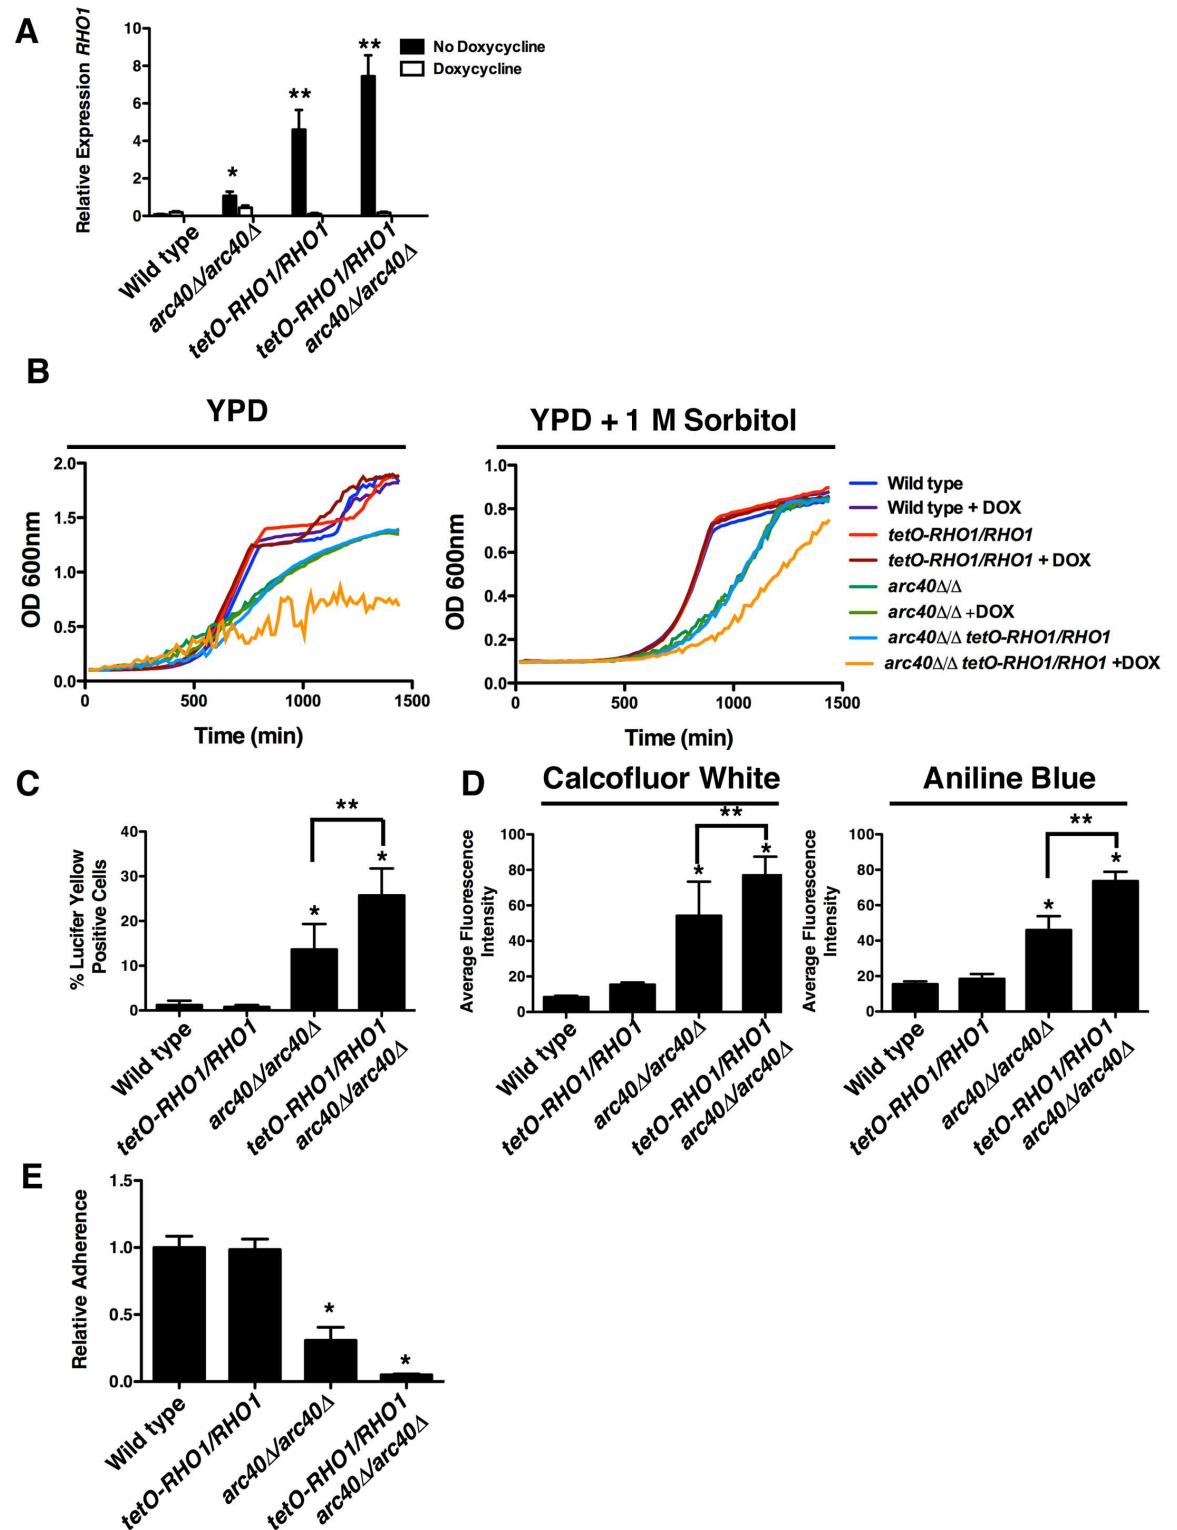 A
Relative Expression RHO1
10
8
6
4
2
0
*
**
**
No Doxycycline
Doxycycline
Wild type
arc40Δ/arc40Δ
tetO-RHO1/RHO1
tetO-RHO1/RHO1
arc40Δ/arc40Δ
B
YPD
OD 600nm
2.0
1.5
1.0
0.5
0.0
0
500
1000
1500
Time (min)
YPD + 1 M Sorbitol
OD 600nm
1.0
0.8
0.6
0.4
0.2
0.0
0
500
1000
1500
Time (min)
Wild type
Wild type + DOX
tetO-RHO1/RHO1
tetO-RHO1/RHO1 + DOX
arc40Δ/Δ
arc40Δ/Δ +DOX
arc40Δ/Δ tetO-RHO1/RHO1
arc40Δ/Δ tetO-RHO1/RHO1 +DOX
C
% Lucifer Yellow
Positive Cells
40
30
20
10
0
*
**
*
Wild type
tetO-RHO1/RHO1
arc40Δ/arc40Δ
tetO-RHO1/RHO1
arc40Δ/arc40Δ
D
Calcofluor White
Average Fluorescence
Intensity
100
80
60
40
20
0
*
**
*
Wild type
tetO-RHO1/RHO1
arc40Δ/arc40Δ
tetO-RHO1/RHO1
arc40Δ/arc40Δ
Aniline Blue
Average Fluorescence
Intensity
100
80
60
40
20
0
*
**
*
Wild type
tetO-RHO1/RHO1
arc40Δ/arc40Δ
tetO-RHO1/RHO1
arc40Δ/arc40Δ
E
Relative Adherence
1.5
1.0
0.5
0.0
*
*
Wild type
tetO-RHO1/RHO1
arc40Δ/arc40Δ
tetO-RHO1/RHO1
arc40Δ/arc40Δ